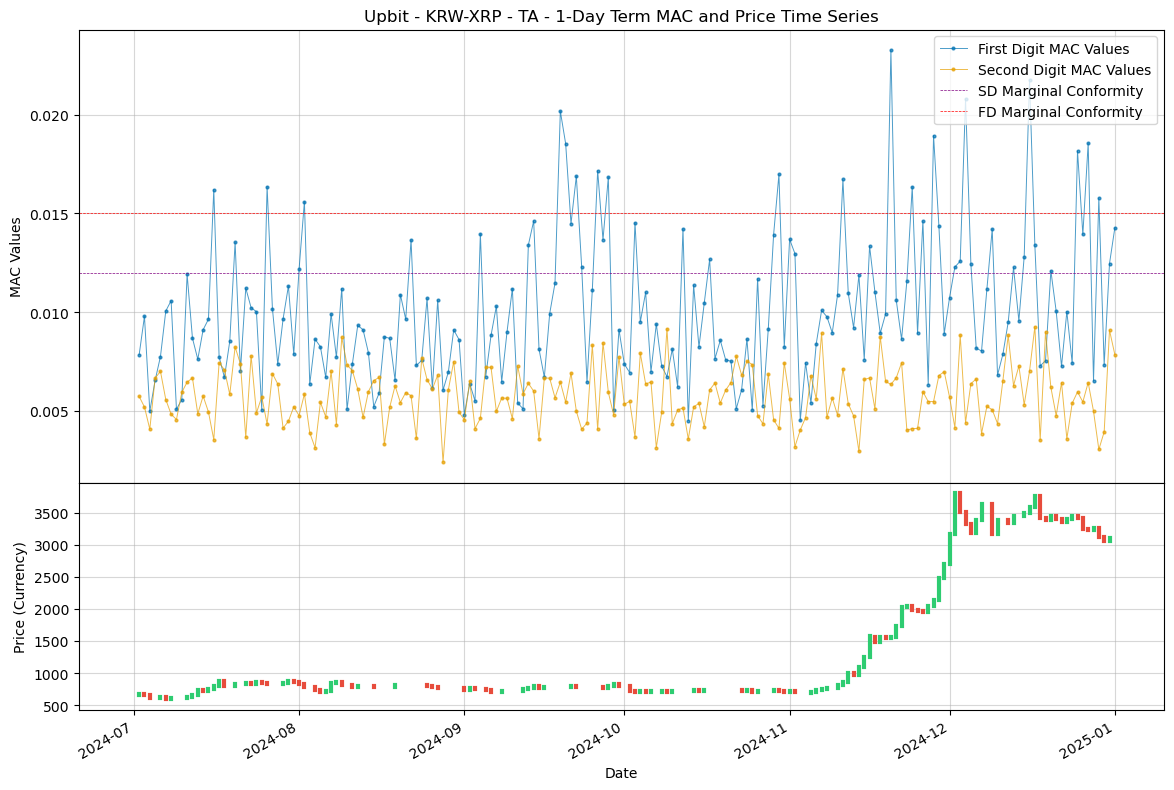 Upbit - KRW-XRP - TA - 1-Day Term MAC and Price Time Series
First Digit MAC Values
Second Digit MAC Values
SD Marginal Conformity
FD Marginal Conformity
MAC Values
0.020
0.015
0.010
0.005
Price (Currency)
3500
3000
2500
2000
1500
1000
500
2024-07
2024-08
2024-09
2024-10
2024-11
2024-12
2025-01
Date